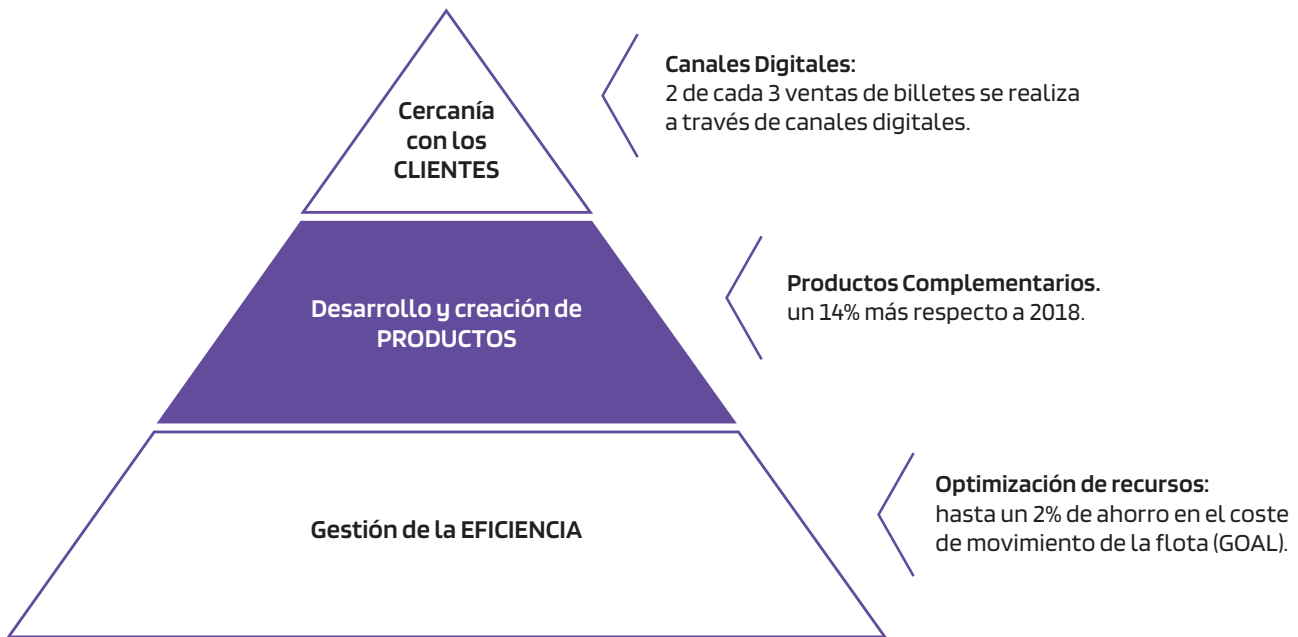 Cercanía
con los
CLIENTES
Canales Digitales:
2 de cada 3 ventas de billetes se realiza
a través de canales digitales.
Desarrollo y creación de
PRODUCTOS
Productos Complementarios.
un 14% más respecto a 2018.
Gestión de la EFICIENCIA
Optimización de recursos:
hasta un 2% de ahorro en el coste
de movimiento de la flota (GOAL).